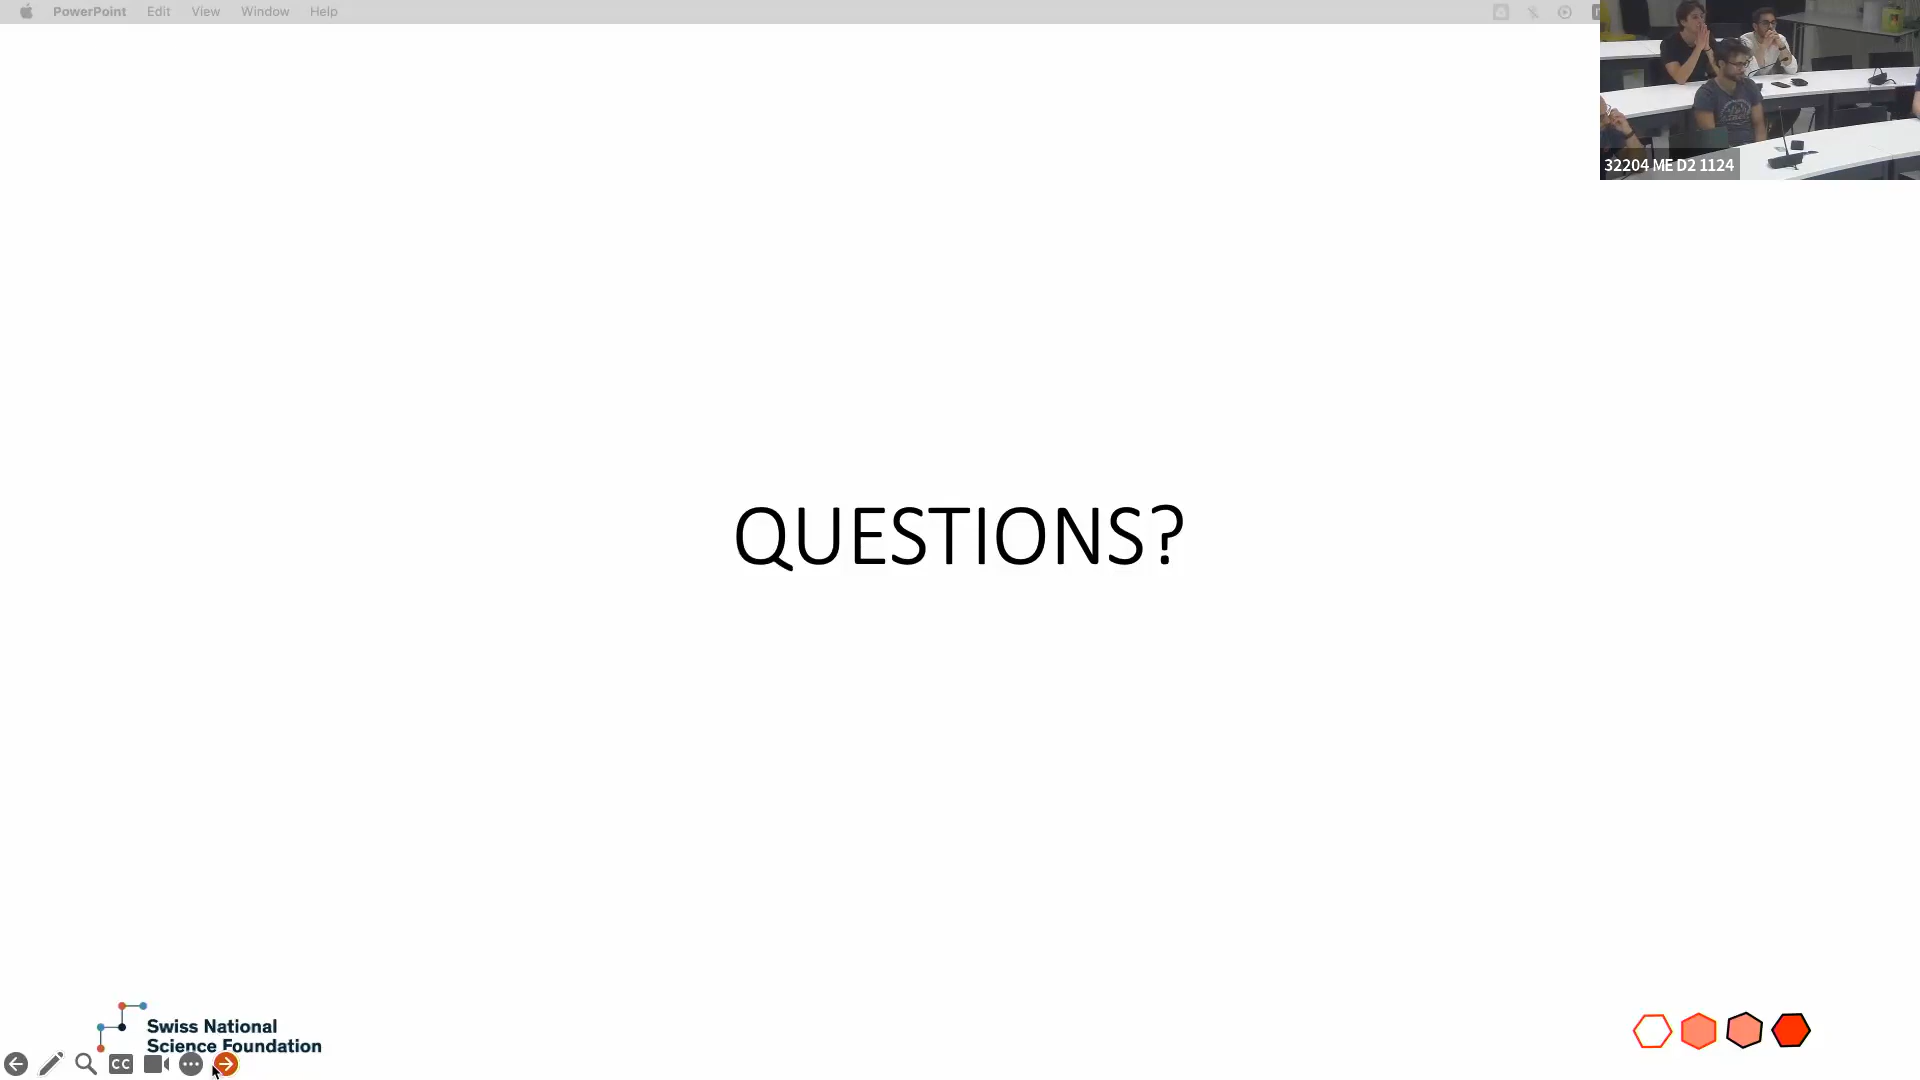 PowerPoint Edit View Window Help
32204 ME D2 1124
QUESTIONS?
Swiss National
Science Foundation
CC